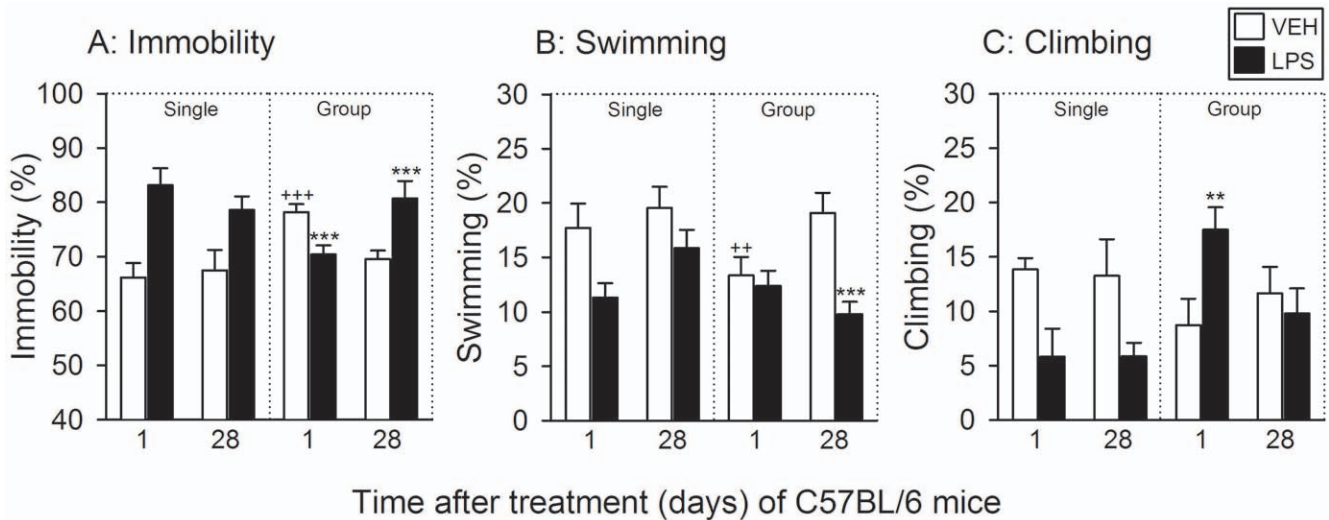 A: Immobility
B: Swimming
C: Climbing
VEH
LPS
Immobility (%)
100
90
80
70
60
50
40
Single
Group
+++
***
***
1
28
1
28
Swimming (%)
30
25
20
15
10
5
0
Single
Group
++
***
1
28
1
28
Climbing (%)
30
25
20
15
10
5
0
Single
Group
**
1
28
1
28
Time after treatment (days) of C57BL/6 mice